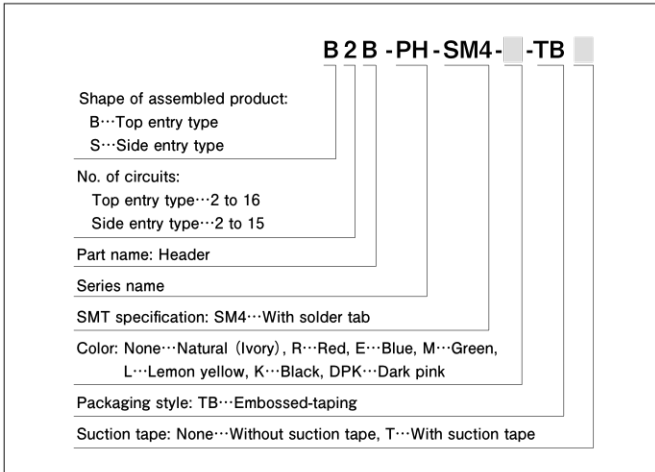 B 2 B -PH-SM4- -TB
Shape of assembled product:
B…Top entry type
S…Side entry type
No. of circuits:
Top entry type…2 to 16
Side entry type…2 to 15
Part name: Header
Series name
SMT specification: SM4…With solder tab
Color: None…Natural (Ivory), R…Red, E…Blue, M…Green,
L…Lemon yellow, K…Black, DPK…Dark pink
Packaging style: TB…Embossed-taping
Suction tape: None…Without suction tape, T…With suction tape